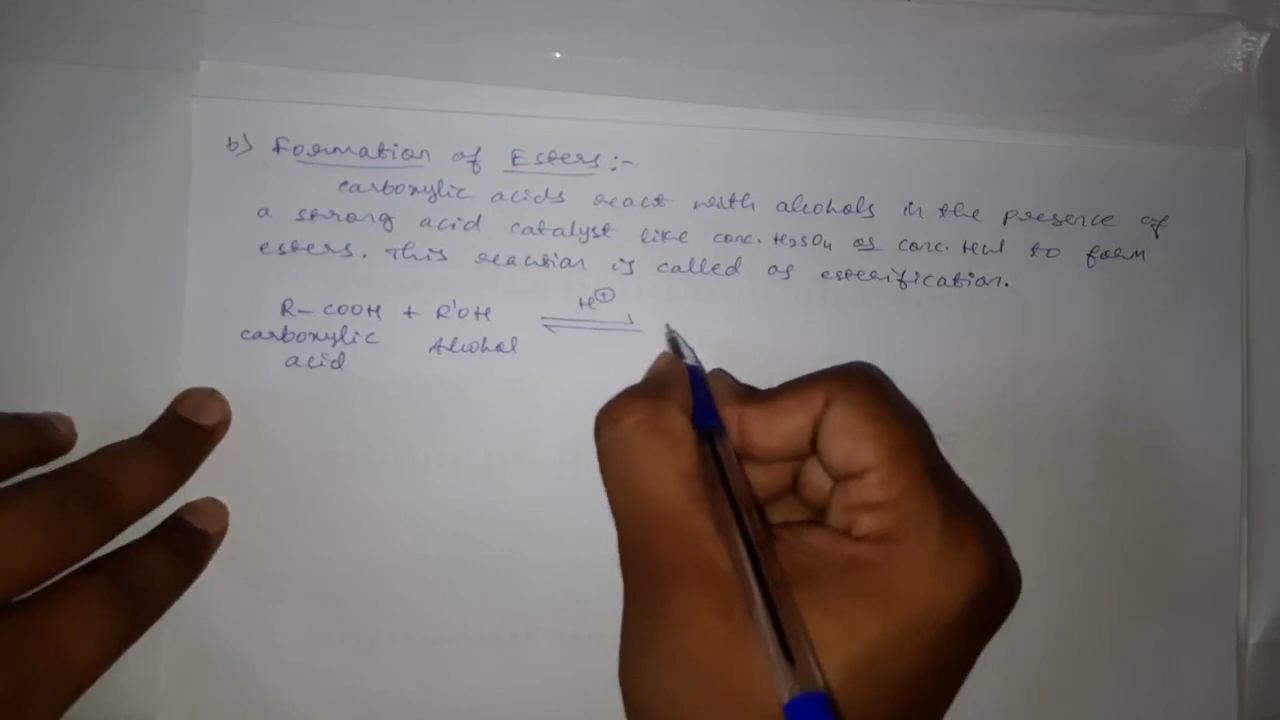 b) Formation of Esters :-
carboxylic acids react with alcohols in the presence of
a strong acid catalyst like conc. H2SO4 or conc. HCl to form
esters. This reaction is called as esterification.
R- COOH + R'OH ⇌ H⊕
carboxylic Alcohol
acid